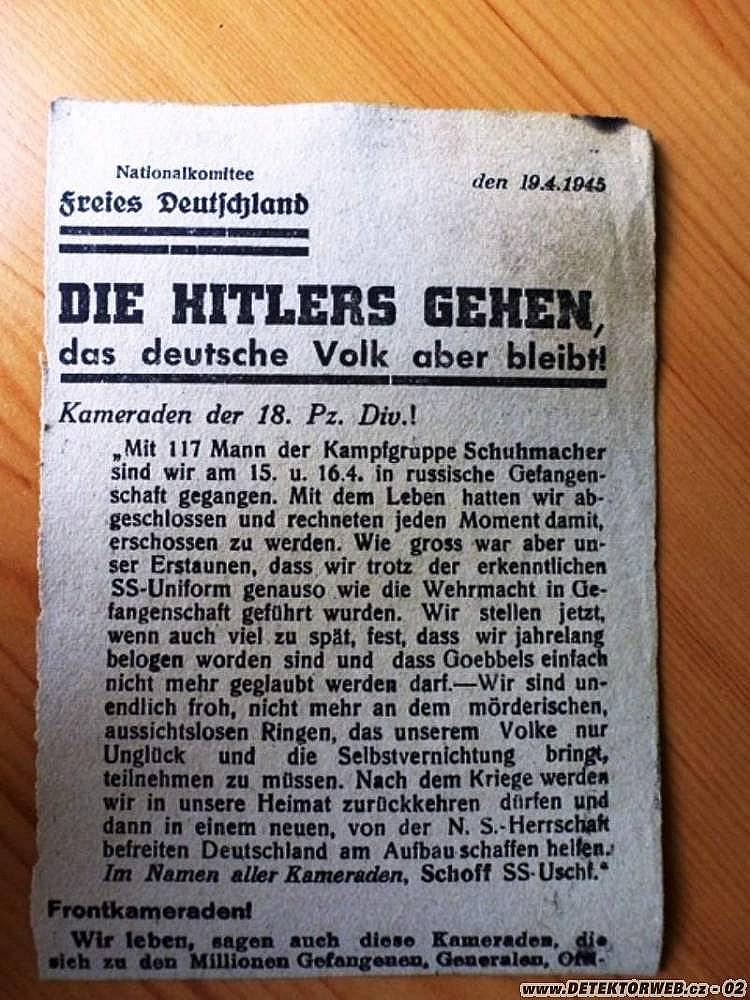 Nationalkomitee
Freies Deutschland
den 19.4.1945
DIE HITLERS GEHEN,
das deutsche Volk aber bleibt!
Kameraden der 18. Pz. Div.!
„Mit 117 Mann der Kampfgruppe Schuhmacher
sind wir am 15. u. 16.4. in russische Gefangen-
schaft gegangen. Mit dem Leben hatten wir ab-
geschlossen und rechneten jeden Moment damit,
erschossen zu werden. Wie gross war aber un-
ser Erstaunen, dass wir trotz der erkenntlichen
SS-Uniform genauso wie die Wehrmacht in Ge-
fangenschaft geführt wurden. Wir stellen jetzt,
wenn auch viel zu spät, fest, dass wir jahrelang
belogen worden sind und dass Goebbels einfach
nicht mehr geglaubt werden darf.—Wir sind un-
endlich froh, nicht mehr an dem mörderischen,
aussichtslosen Ringen, das unserem Volke nur
Unglück und die Selbstvernichtung bringt,
teilnehmen zu müssen. Nach dem Kriege werden
wir in unsere Heimat zurückkehren dürfen und
dann in einem neuen, von der N. S.-Herrschaft
befreiten Deutschland am Aufbau schaffen helfen.
Im Namen aller Kameraden, Schoff SS-Uschf."
Frontkameraden!
Wir leben, sagen auch diese Kameraden, die
sich zu den Millionen Gefangenen, Generalen, Offi-
www.DETEKTORWEB.cz - 02